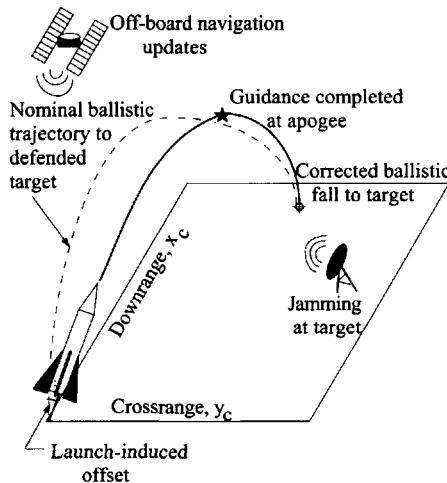 Off-board navigation
updates
Nominal ballistic
trajectory to
defended
target
Guidance completed
at apogee
Corrected ballistic
fall to target
Downrange, x_c
Jamming
at target
Crossrange, y_c
Launch-induced
offset